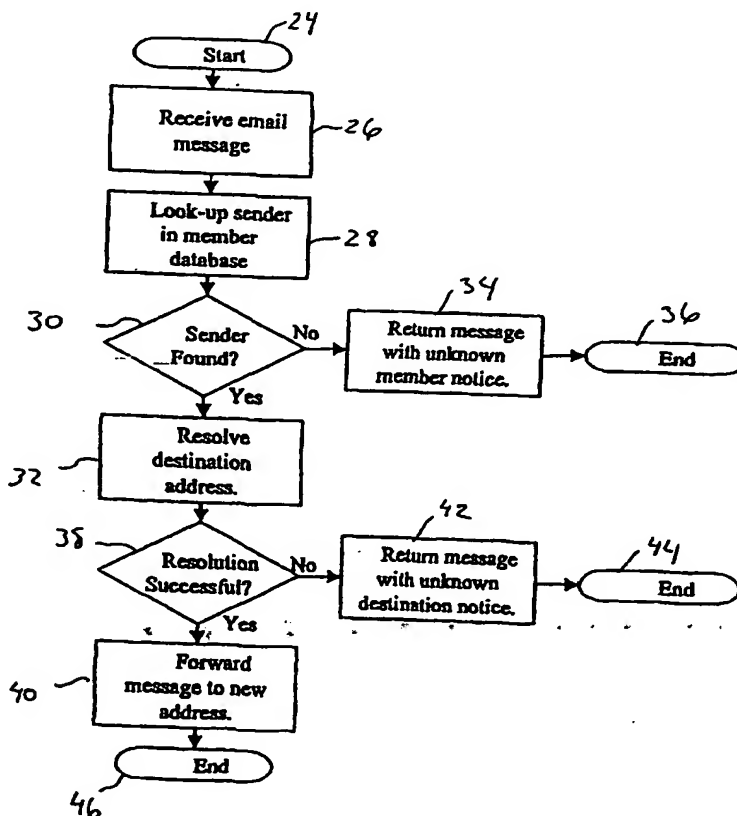 24
Start
Receive email
message
26
Look-up sender
in member
database
28
30
Sender
Found?
No
Yes
34
Return message
with unknown
member notice.
36
End
32
Resolve
destination
address.
38
Resolution
Successful?
No
Yes
42
Return message
with unknown
destination notice.
44
End
40
Forward
message to new
address.
End
46